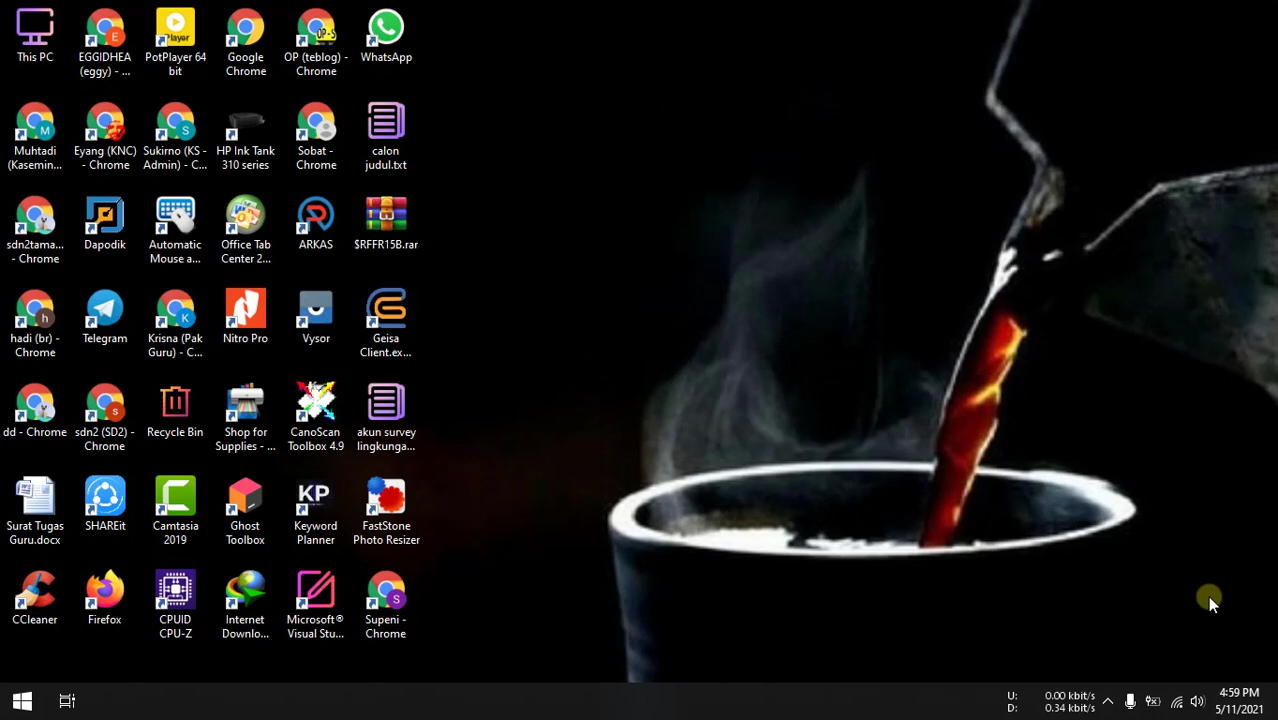 This PC
EGGIDHEA
(eggy) - ...
Player
PotPlayer 64
bit
Google
Chrome
OP-S
OP (teblog) -
Chrome
WhatsApp
M
Muhtadi
(Kasemin...
Eyang (KNC)
- Chrome
S
Sukirno (KS -
Admin) - C...
HP Ink Tank
310 series
Sobat -
Chrome
calon
judul.txt
sdn2tama...
- Chrome
Dapodik
Automatic
Mouse a...
Office Tab
Center 2...
ARKAS
$RFFR15B.rar
h
hadi (br) -
Chrome
Telegram
K
Krisna (Pak
Guru) - C...
Nitro Pro
Vysor
Geisa
Client.ex...
dd - Chrome
s
sdn2 (SD2) -
Chrome
Recycle Bin
Shop for
Supplies - ...
CanoScan
Toolbox 4.9
akun survey
lingkunga...
W
Surat Tugas
Guru.docx
SHAREit
C
Camtasia
2019
Ghost
Toolbox
KP
Keyword
Planner
FastStone
Photo Resizer
CCleaner
Firefox
CPUID
CPU-Z
Internet
Downlo...
Microsoft®
Visual Stu...
S
Supeni -
Chrome
U: 0.00 kbit/s
D: 0.34 kbit/s
4:59 PM
5/11/2021